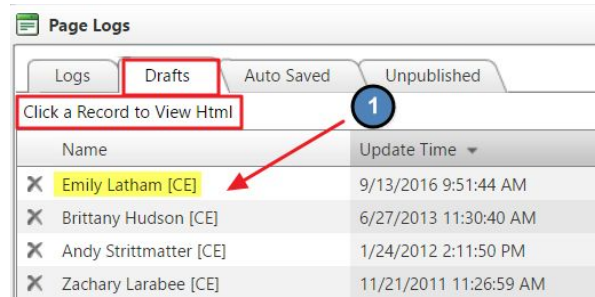 Page Logs
Logs Drafts Auto Saved Unpublished
Click a Record to View Html
1
Name Update Time
Emily Latham [CE] 9/13/2016 9:51:44 AM
Brittany Hudson [CE] 6/27/2013 11:30:40 AM
Andy Strittmatter [CE] 1/24/2012 2:11:50 PM
Zachary Larabee [CE] 11/21/2011 11:26:59 AM